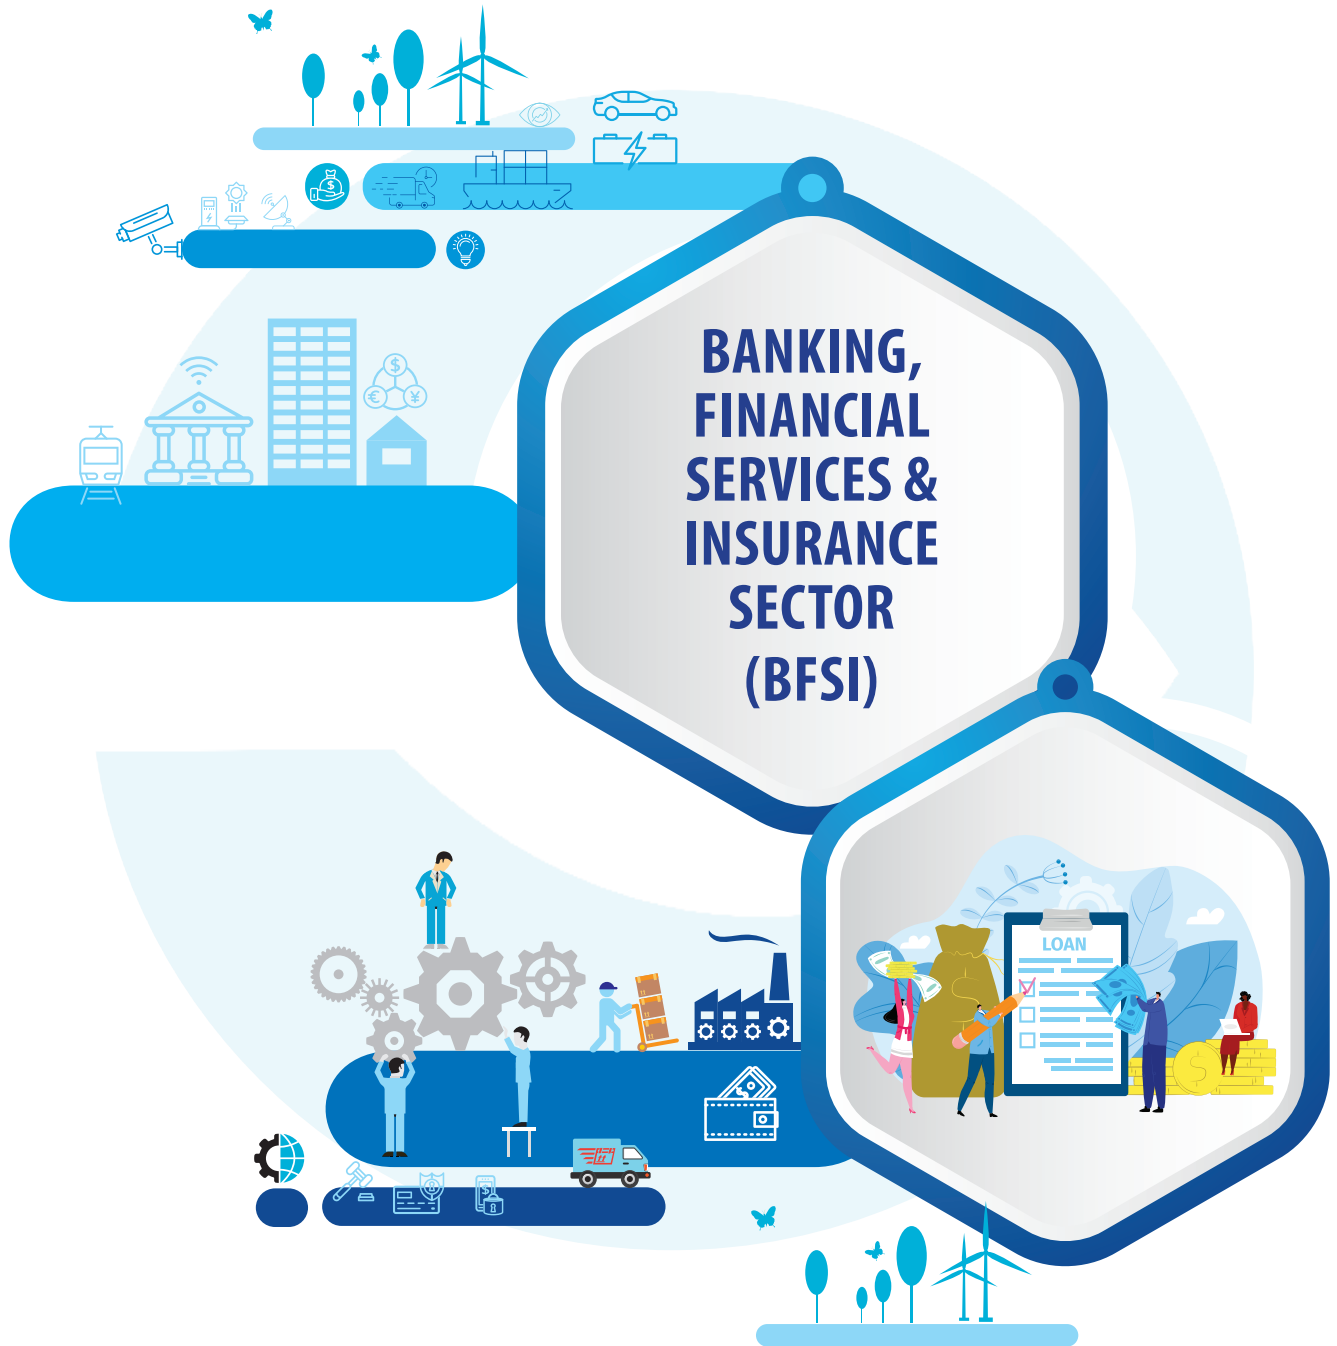 BANKING,
FINANCIAL
SERVICES &
INSURANCE
SECTOR
(BFSI)
LOAN